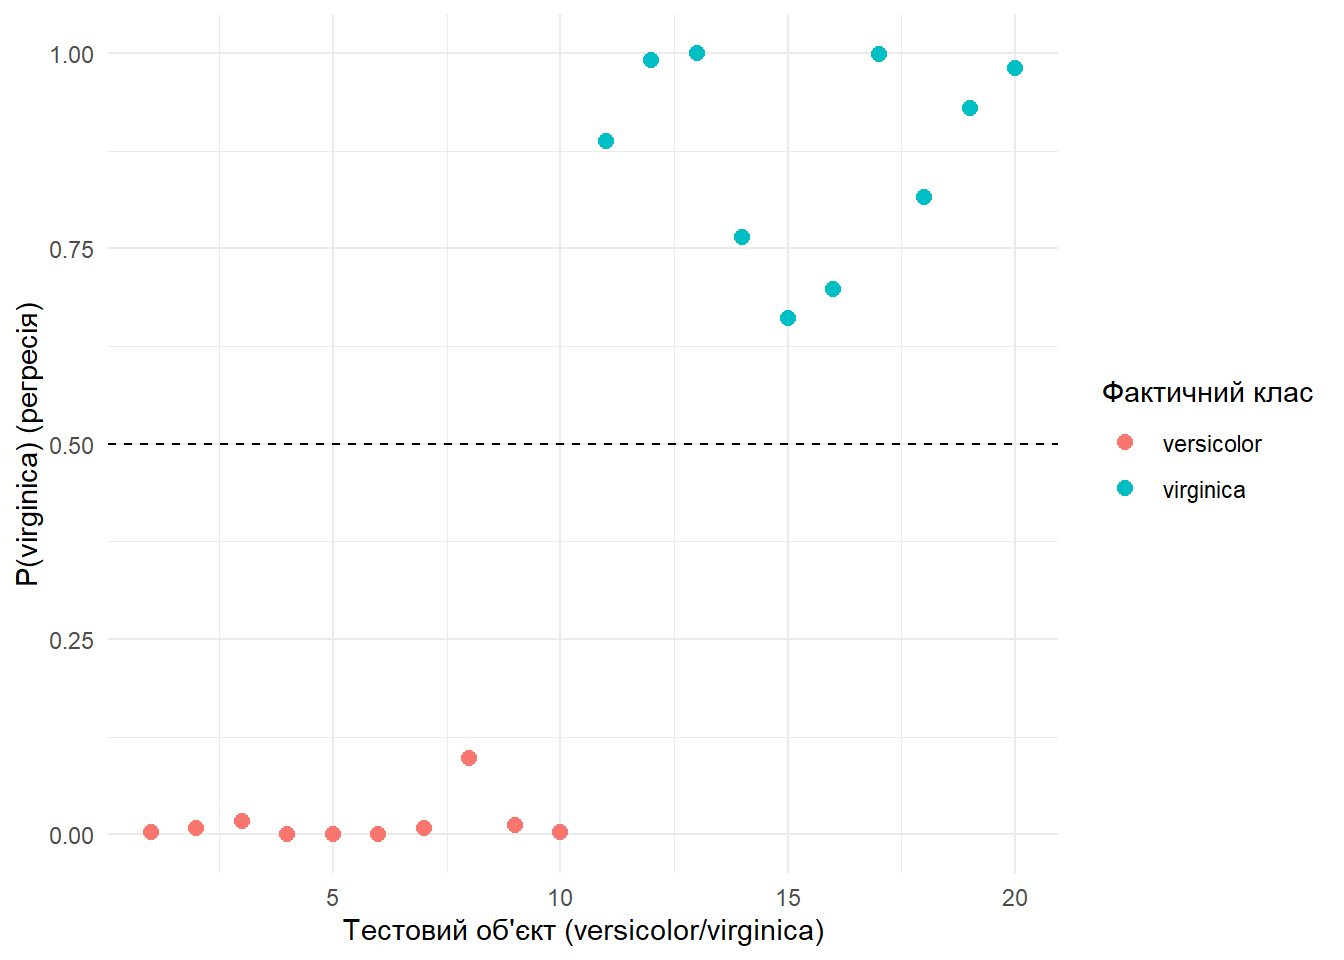 1.00
0.75
0.50
0.25
0.00
P(virginica) (регресія)
5 10 15 20
Тестовий об'єкт (versicolor/virginica)
Фактичний клас
versicolor
virginica